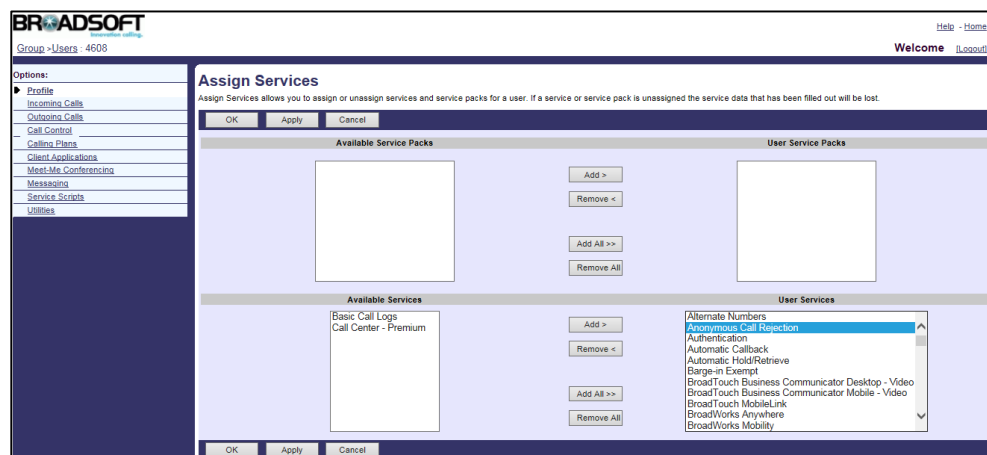 BROADSOFT
innovation calling.
Help - Home
Group >Users : 4608
Welcome [Logout]
Options:
Profile
Incoming Calls
Outgoing Calls
Call Control
Calling Plans
Client Applications
Meet-Me Conferencing
Messaging
Service Scripts
Utilities
Assign Services
Assign Services allows you to assign or unassign services and service packs for a user. If a service or service pack is unassigned the service data that has been filled out will be lost.
OK Apply Cancel
Available Service Packs User Service Packs
Add >
Remove <
Add All >>
Remove All
Available Services User Services
Basic Call Logs
Call Center - Premium
Add >
Remove <
Add All >>
Remove All
Alternate Numbers
Anonymous Call Rejection
Authentication
Automatic Callback
Automatic Hold/Retrieve
Barge-in Exempt
BroadTouch Business Communicator Desktop - Video
BroadTouch Business Communicator Mobile - Video
BroadTouch MobileLink
BroadWorks Anywhere
BroadWorks Mobility
OK Apply Cancel